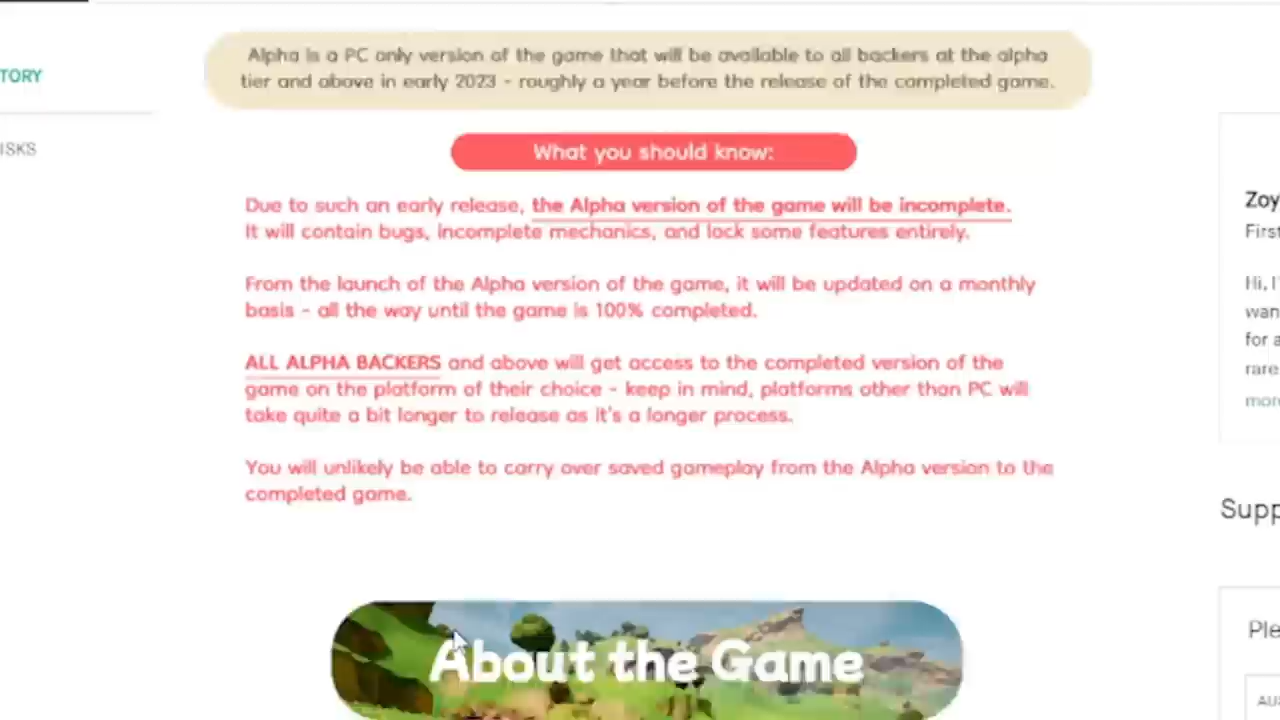 Alpha is a PC only version of the game that will be available to all backers at the alpha
tier and above in early 2023 - roughly a year before the release of the completed game.
TORY
ISKS
What you should know:
Due to such an early release, the Alpha version of the game will be incomplete.
It will contain bugs, incomplete mechanics, and lack some features entirely.
From the launch of the Alpha version of the game, it will be updated on a monthly
basis - all the way until the game is 100% completed.
ALL ALPHA BACKERS and above will get access to the completed version of the
game on the platform of their choice - keep in mind, platforms other than PC will
take quite a bit longer to release as it's a longer process.
You will unlikely be able to carry over saved gameplay from the Alpha version to the
completed game.
About the Game
Zoy
First
Hi, I'
wan
for a
rare
more
Supp
Ple
AU